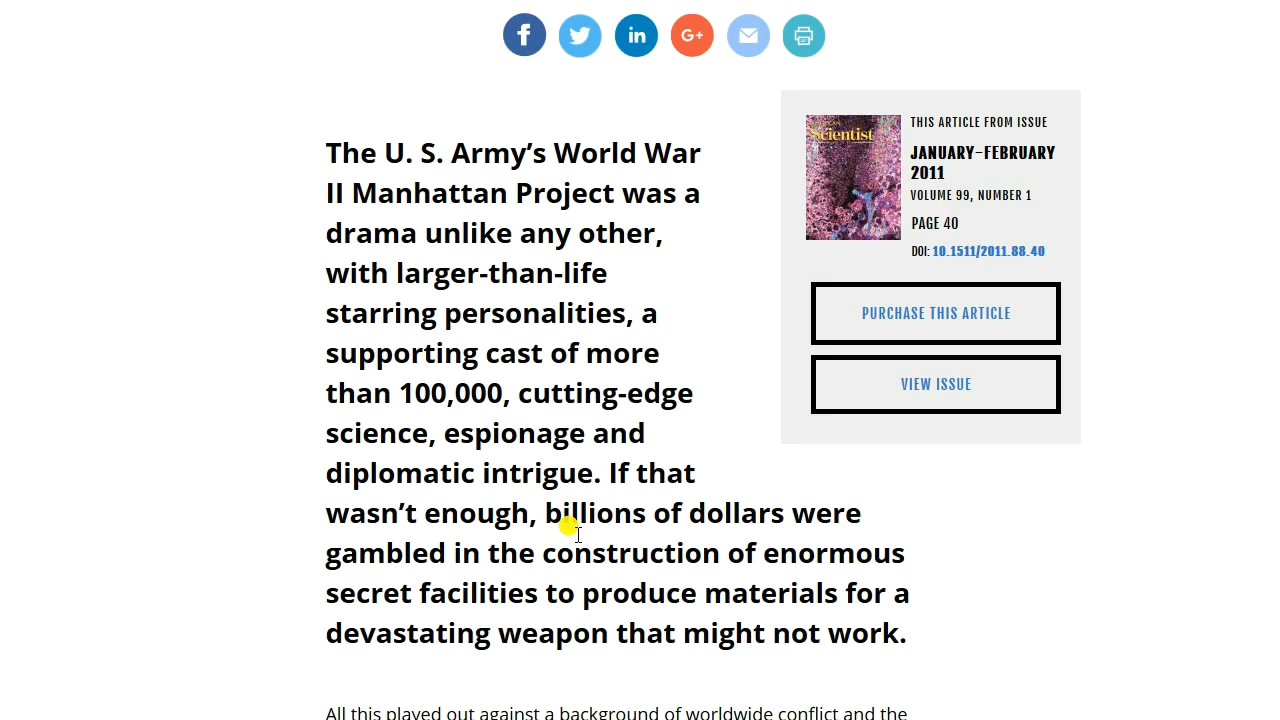 f
in
G+
The U. S. Army’s World War
II Manhattan Project was a
drama unlike any other,
with larger-than-life
starring personalities, a
supporting cast of more
than 100,000, cutting-edge
science, espionage and
diplomatic intrigue. If that
wasn’t enough, billions of dollars were
gambled in the construction of enormous
secret facilities to produce materials for a
devastating weapon that might not work.
All this played out against a background of worldwide conflict and the
AMERICAN
Scientist
THIS ARTICLE FROM ISSUE
JANUARY-FEBRUARY
2011
VOLUME 99, NUMBER 1
PAGE 40
DOI: 10.1511/2011.88.40
PURCHASE THIS ARTICLE
VIEW ISSUE